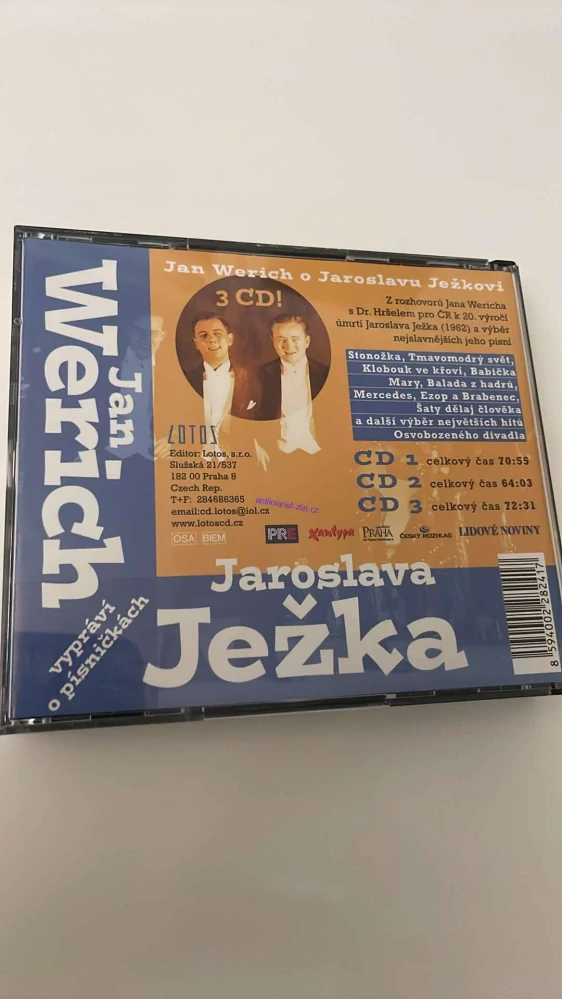 Jan
Werich
vypráví
o písničkách
Jaroslava
Ježka
Jan Werich o Jaroslavu Ježkovi
3 CD!
Z rozhovorů Jana Wericha
s Dr. Hršelem pro ČR k 20. výročí
úmrtí Jaroslava Ježka (1962) a výběr
nejslavnějších jeho písní
Stonožka, Tmavomodrý svět,
Klobouk ve křoví, Babička
Mary, Balada z hadrů,
Mercedes, Ezop a Brabenec,
Šaty dělaj člověka
a další výběr největších hitů
Osvobozeného divadla
CD 1 celkový čas 70:55
CD 2 celkový čas 64:03
CD 3 celkový čas 72:31
LOTOS
Editor: Lotos, s.r.o.
Služská 21/537
182 00 Praha 8
Czech Rep.
T+F: 284686365
email:cd.lotos@iol.cz
www.lotoscd.cz
antikvariat-zlin.cz
OSA BIEM
PRE
xantypa
PRAHA
ČESKÝ ROZHLAS
LIDOVÉ NOVINY
8 594002 282417